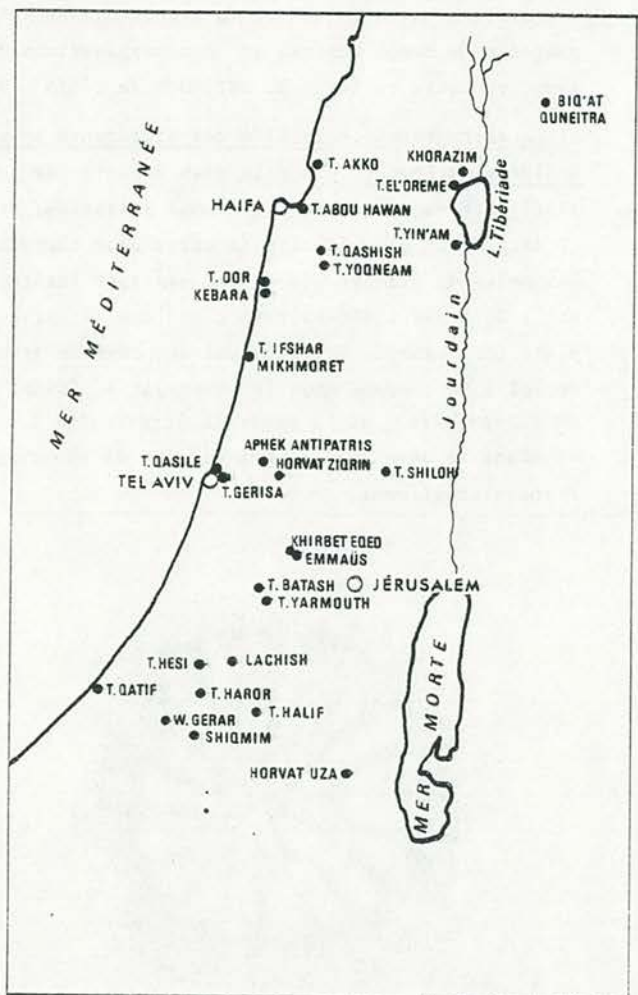 BIQ'AT
QUNEITRA
MER MÉDITERRANÉE
T. AKKO
KHORAZIM
T. EL'OREME
HAIFA
T. ABOU HAWAN
L. Tibériade
T. YIN'AM
T. QASHISH
T. YOQNEAM
T. DOR
KEBARA
Jourdain
T. IFSHAR
MIKHMORET
APHEK ANTIPATRIS
T. QASILE
HORVAT ZIQRIN
T. SHILOH
TEL AVIV
T. GERISA
KHIRBET EQED
EMMAÜS
T. BATASH
JÉRUSALEM
T. YARMOUTH
T. HESI
LACHISH
T. QATIF
T. HAROR
T. HALIF
W. GERAR
SHIQMIM
MER MORTE
HORVAT UZA